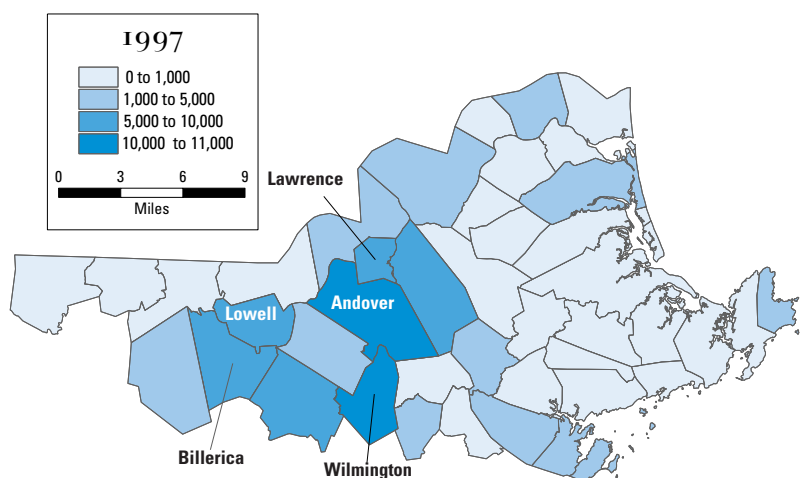 1997
0 to 1,000
1,000 to 5,000
5,000 to 10,000
10,000 to 11,000
0 3 6 9
Miles
Lawrence
Andover
Lowell
Billerica
Wilmington